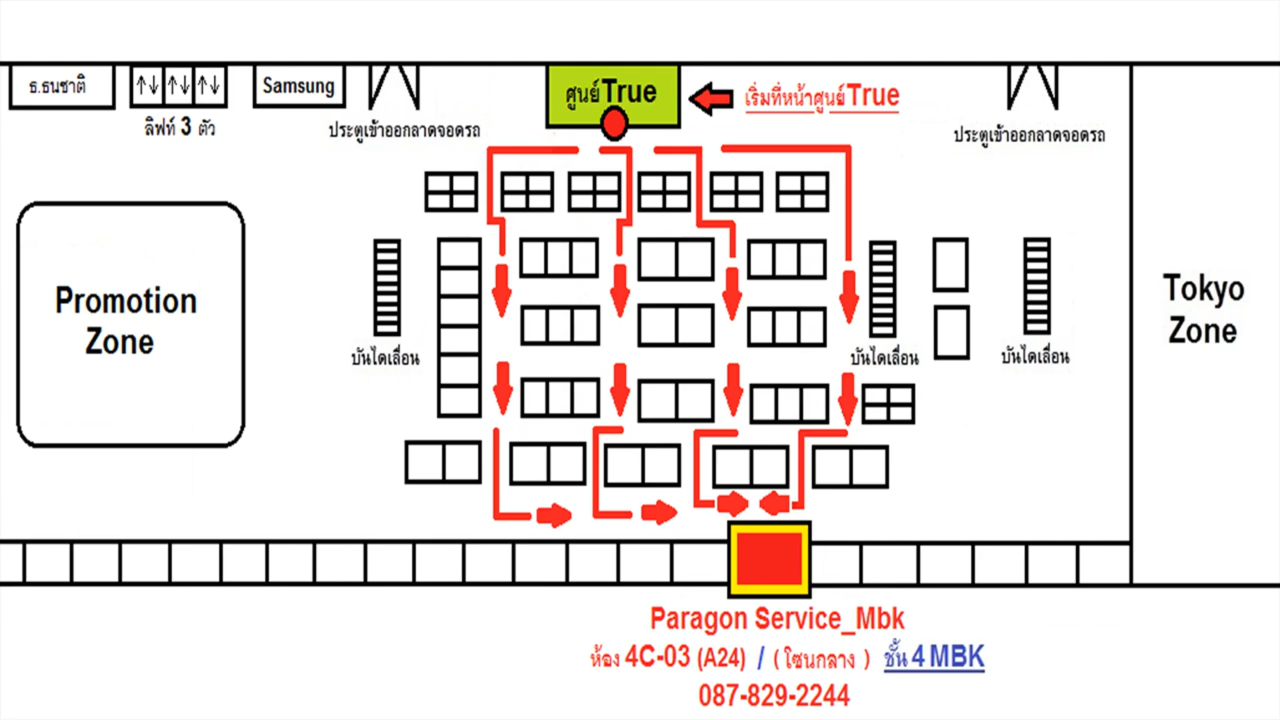 ธ.ธนชาติ
Samsung
ศูนย์True
เริ่มที่หน้าศูนย์True
ลิฟท์ 3 ตัว
ประตูเข้าออกลาดจอดรถ
ประตูเข้าออกลาดจอดรถ
Promotion
Zone
Tokyo
Zone
บันไดเลื่อน
บันไดเลื่อน
บันไดเลื่อน
Paragon Service_Mbk
ห้อง 4C-03 (A24) / ( โซนกลาง ) ชั้น 4 MBK
087-829-2244